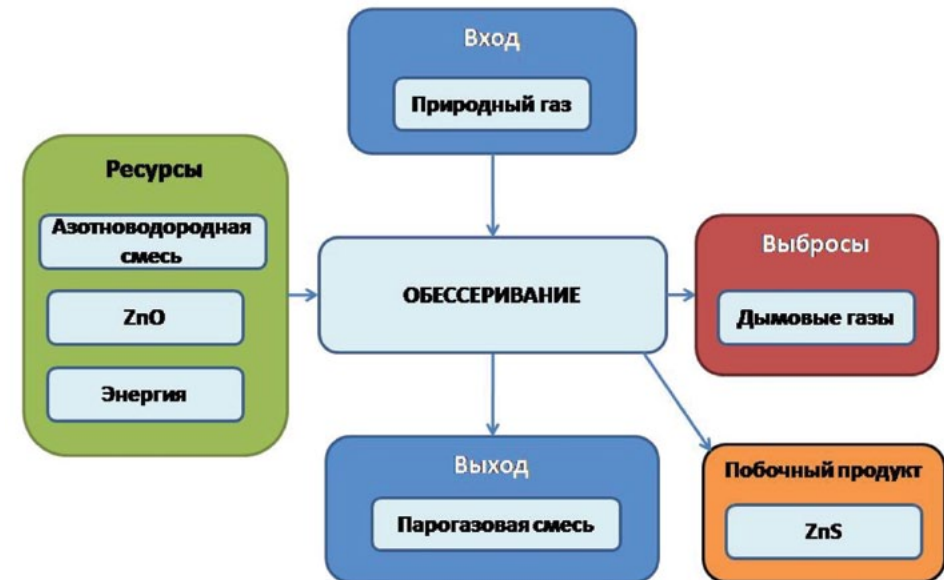 Вход
Природный газ
Ресурсы
Азотноводородная
смесь
ZnO
Энергия
ОБЕССЕРИВАНИЕ
Выбросы
Дымовые газы
Выход
Парогазовая смесь
Побочный продукт
ZnS